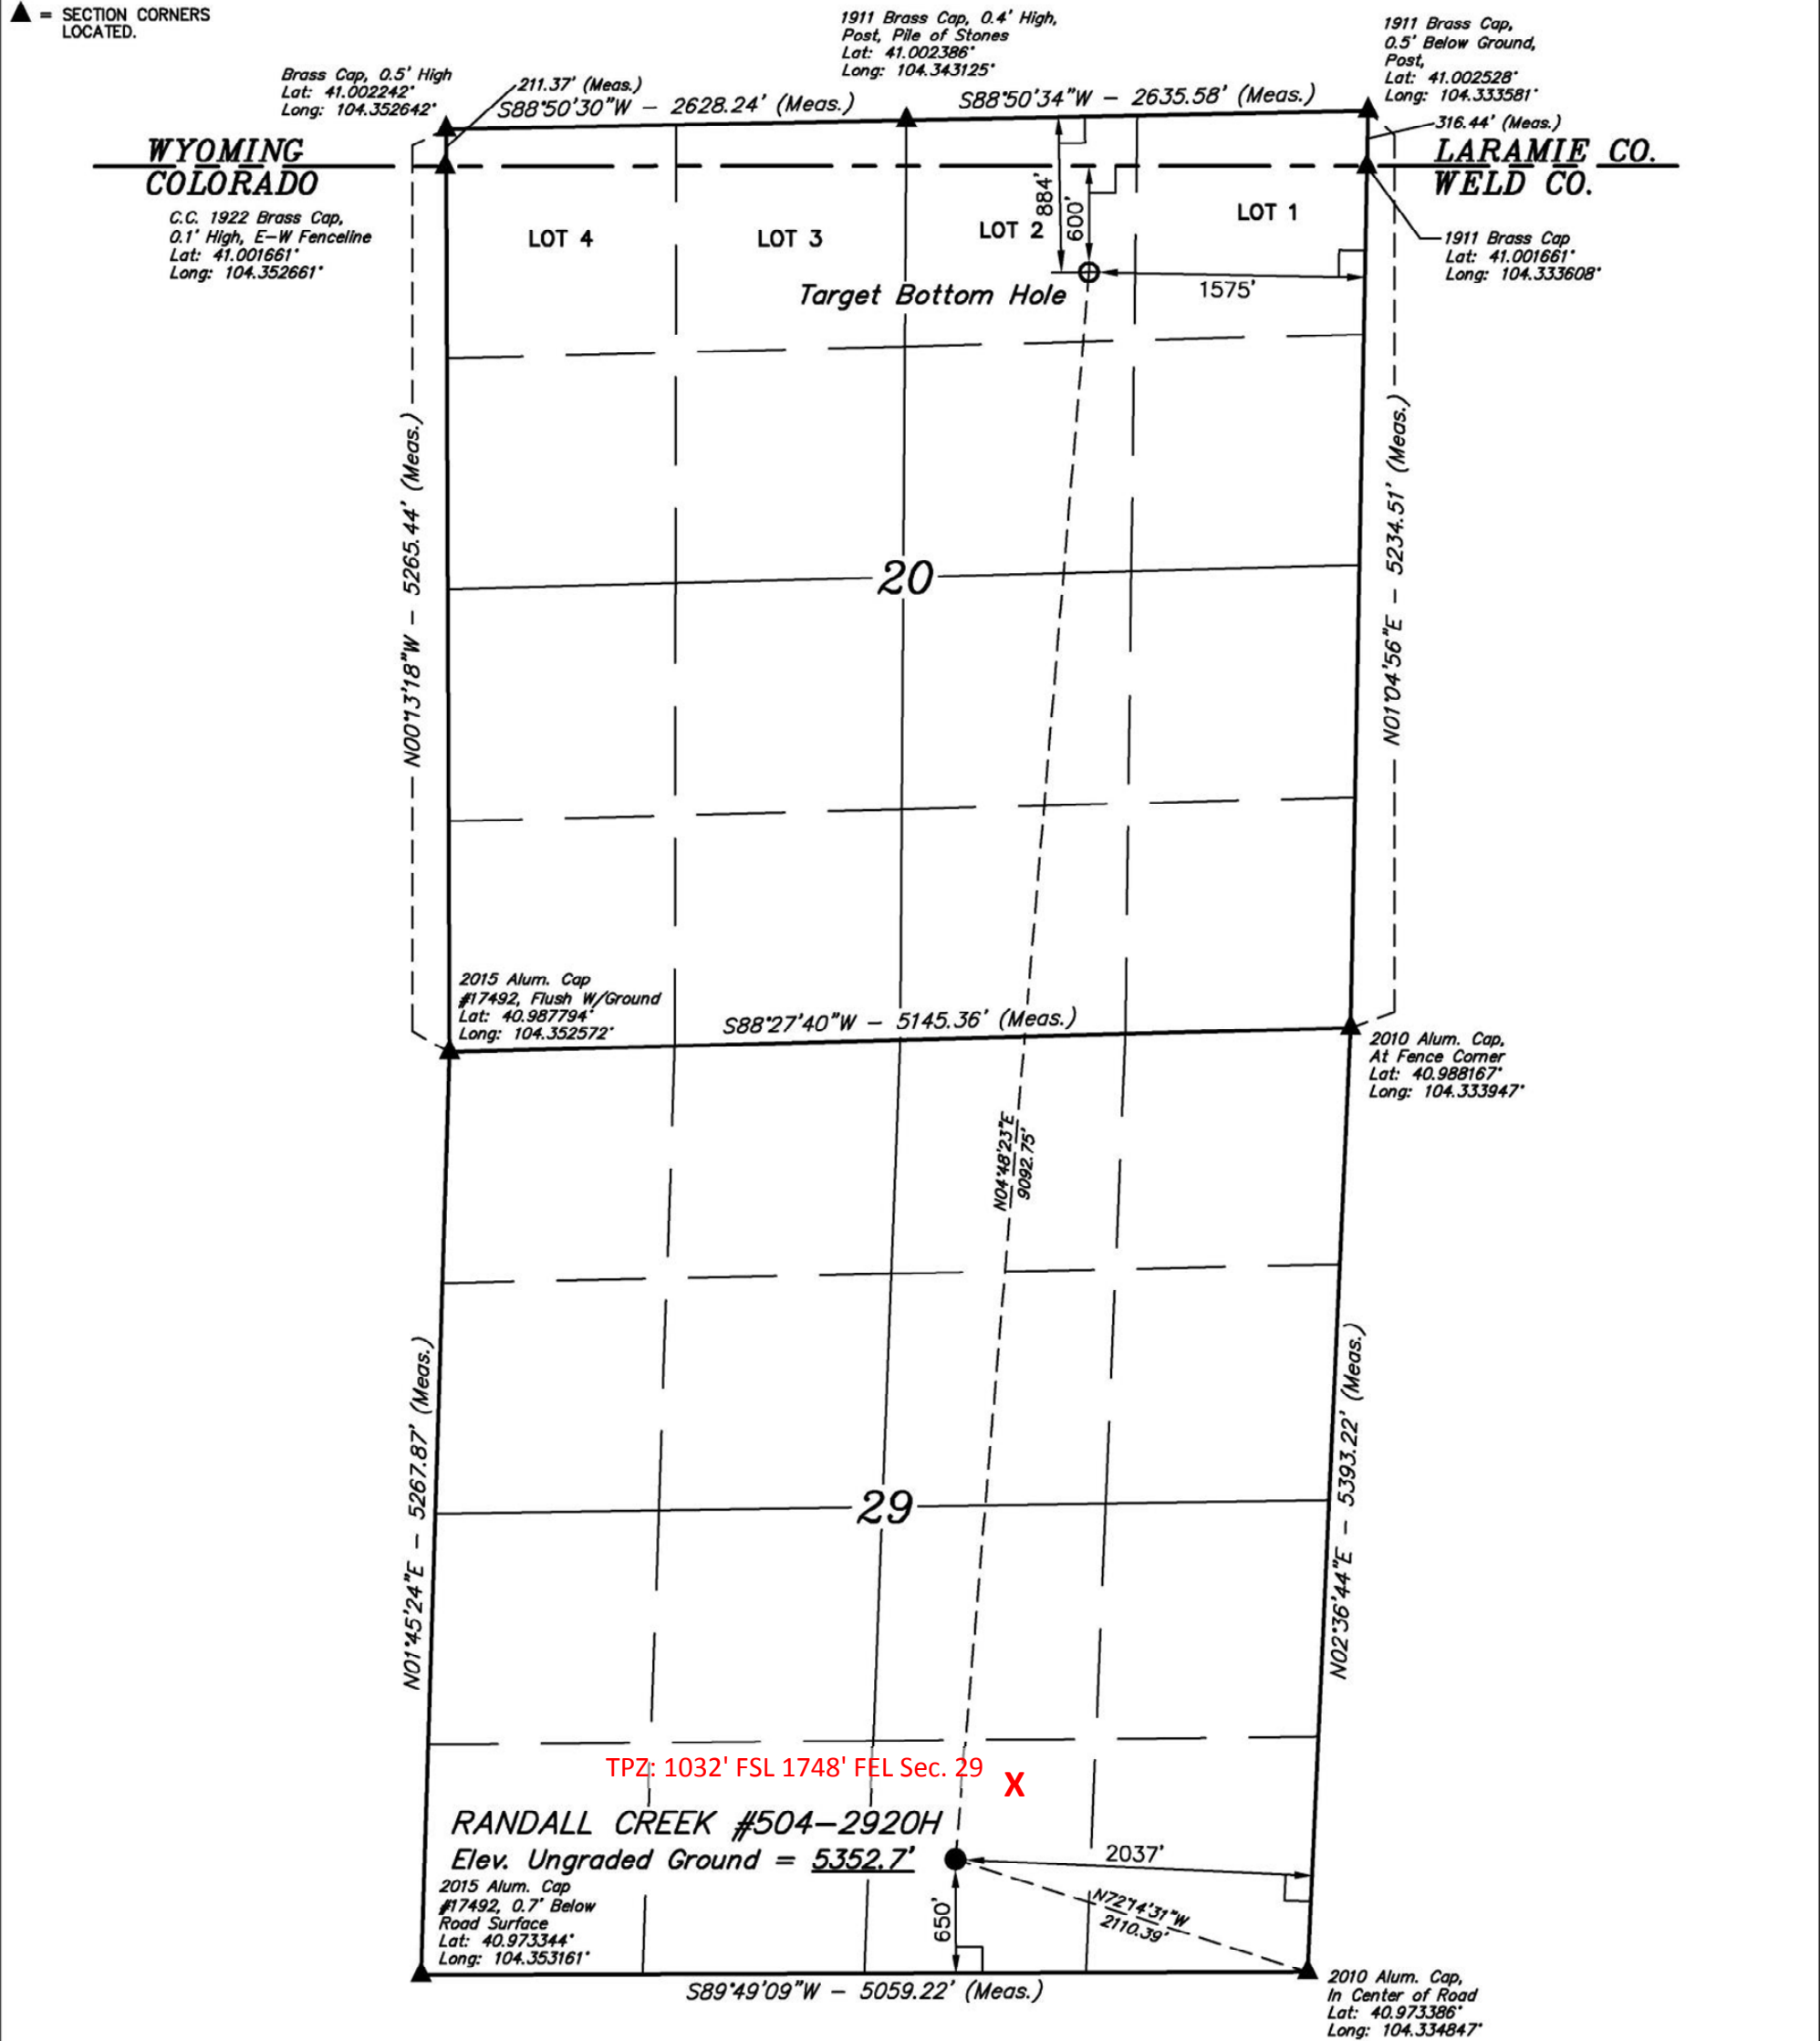 ▲ = SECTION CORNERS
LOCATED.
1911 Brass Cap, 0.4' High,
Post, Pile of Stones
Lat: 41.002386°
Long: 104.343125°
1911 Brass Cap,
0.5' Below Ground,
Post,
Lat: 41.002528°
Long: 104.333581°
Brass Cap, 0.5' High
Lat: 41.002242°
Long: 104.352642°
211.37' (Meas.)
S88°50'30"W - 2628.24' (Meas.)
S88°50'34"W - 2635.58' (Meas.)
316.44' (Meas.)
WYOMING
COLORADO
LARAMIE CO.
WELD CO.
C.C. 1922 Brass Cap,
0.1' High, E-W Fenceline
Lat: 41.001661°
Long: 104.352661°
LOT 4
LOT 3
LOT 2
LOT 1
884'
600'
1911 Brass Cap
Lat: 41.001661°
Long: 104.333608°
Target Bottom Hole
1575'
N00°13'18"W - 5265.44' (Meas.)
N01°04'56"E - 5234.51' (Meas.)
20
2015 Alum. Cap
#17492, Flush W/Ground
Lat: 40.987794°
Long: 104.352572°
S88°27'40"W - 5145.36' (Meas.)
2010 Alum. Cap,
At Fence Corner
Lat: 40.988167°
Long: 104.333947°
N04°48'23"E
9092.75'
N01°45'24"E - 5267.87' (Meas.)
N02°36'44"E - 5393.22' (Meas.)
29
TPZ: 1032' FSL 1748' FEL Sec. 29
X
RANDALL CREEK #504-2920H
Elev. Ungraded Ground = 5352.7'
2037'
650'
N72°14'31"W
2110.39'
2015 Alum. Cap
#17492, 0.7' Below
Road Surface
Lat: 40.973344°
Long: 104.353161°
S89°49'09"W - 5059.22' (Meas.)
2010 Alum. Cap,
In Center of Road
Lat: 40.973386°
Long: 104.334847°